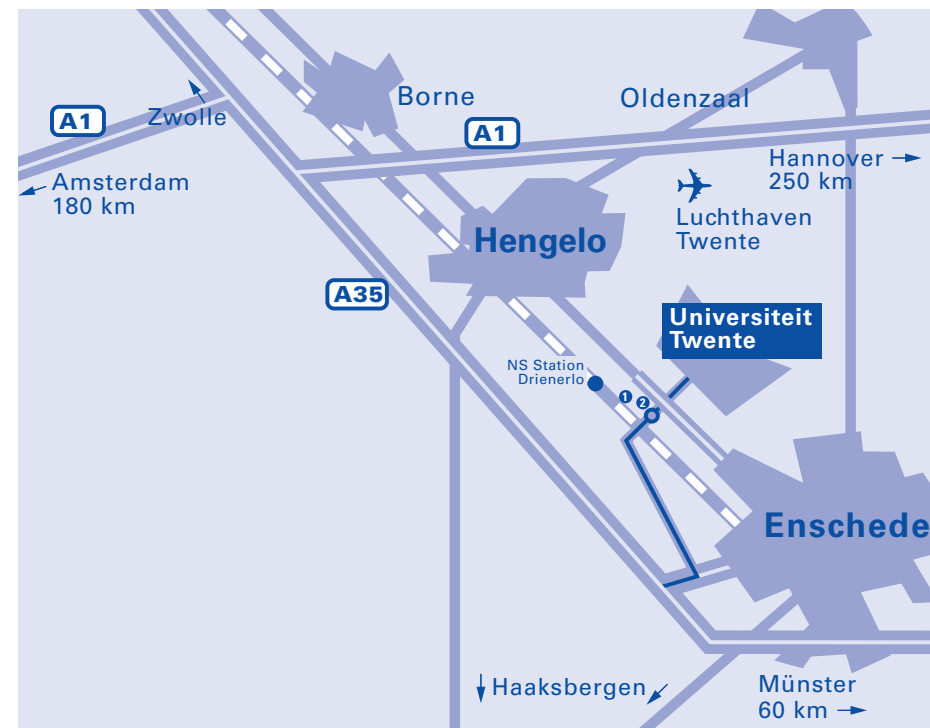 Borne
Oldenzaal
A1
Zwolle
A1
Hannover
250 km
Amsterdam
180 km
Luchthaven
Twente
Hengelo
A35
Universiteit
Twente
NS Station
Drienerlo
1
2
Enschede
Haaksbergen
Münster
60 km